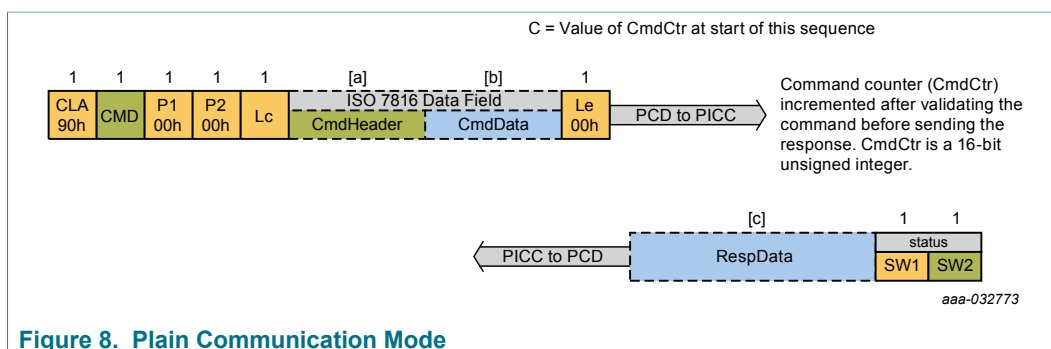 C = Value of CmdCtr at start of this sequence
1 1 1 1 1 [a] [b] 1
CLA 90h CMD P1 00h P2 00h Lc ISO 7816 Data Field CmdHeader CmdData Le 00h
PCD to PICC
Command counter (CmdCtr)
incremented after validating the
command before sending the
response. CmdCtr is a 16-bit
unsigned integer.
[c] 1 1
PICC to PCD RespData status SW1 SW2
aaa-032773
Figure 8. Plain Communication Mode